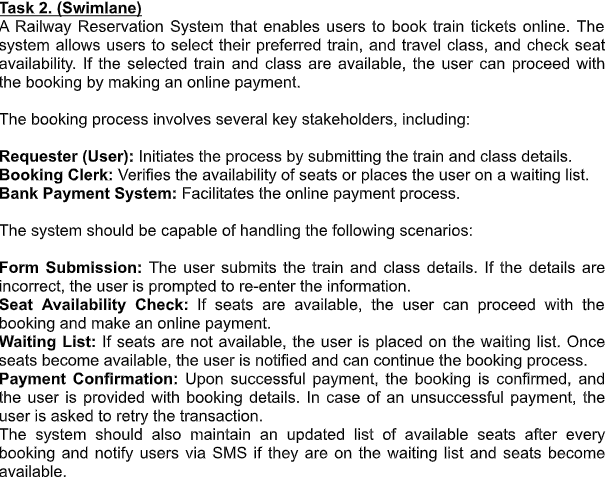 Task 2. (Swimlane)
A Railway Reservation System that enables users to book train tickets online. The
system allows users to select their preferred train, and travel class, and check seat
availability. If the selected train and class are available, the user can proceed with
the booking by making an online payment.
The booking process involves several key stakeholders, including:
Requester (User): Initiates the process by submitting the train and class details.
Booking Clerk: Verifies the availability of seats or places the user on a waiting list.
Bank Payment System: Facilitates the online payment process.
The system should be capable of handling the following scenarios:
Form Submission: The user submits the train and class details. If the details are
incorrect, the user is prompted to re-enter the information.
Seat Availability Check: If seats are available, the user can proceed with the
booking and make an online payment.
Waiting List: If seats are not available, the user is placed on the waiting list. Once
seats become available, the user is notified and can continue the booking process.
Payment Confirmation: Upon successful payment, the booking is confirmed, and
the user is provided with booking details. In case of an unsuccessful payment, the
user is asked to retry the transaction.
The system should also maintain an updated list of available seats after every
booking and notify users via SMS if they are on the waiting list and seats become
available.